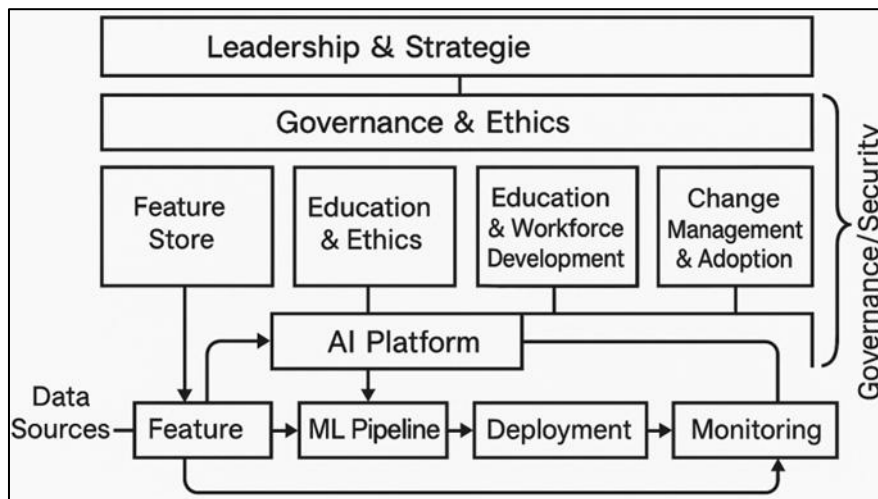 Leadership & Strategie
Governance & Ethics
Feature
Store
Education
& Ethics
Education
& Workforce
Development
Change
Management
& Adoption
Governance/Security
AI Platform
Data
Sources
Feature
ML Pipeline
Deployment
Monitoring